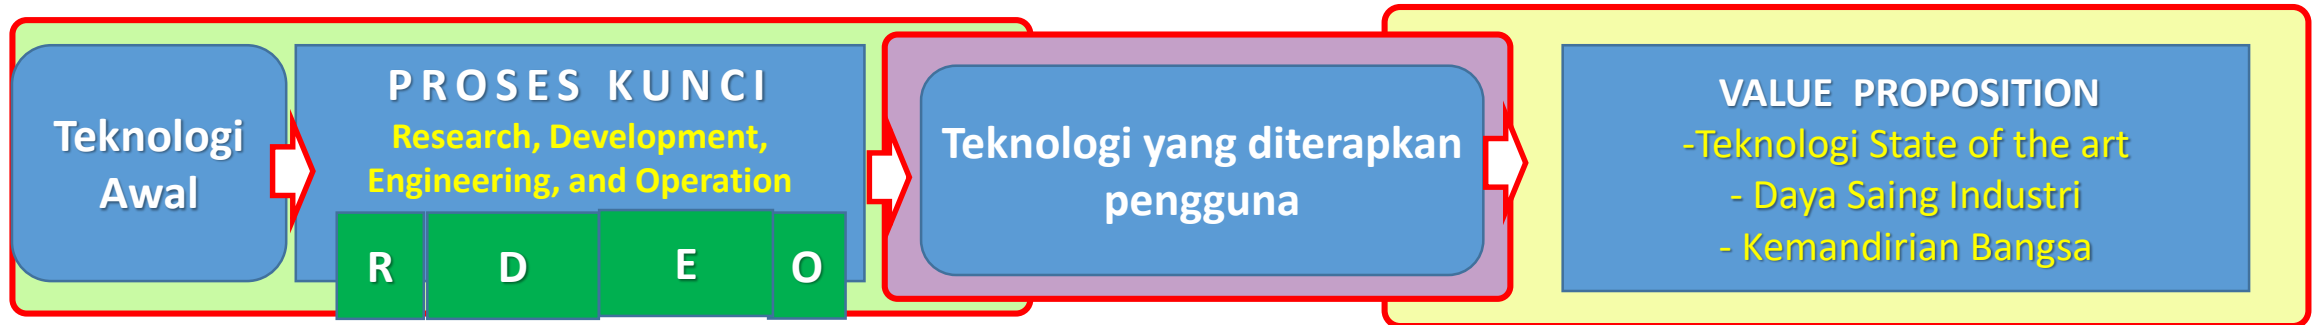 Teknologi
Awal
PROSES KUNCI
Research, Development,
Engineering, and Operation
R D E O
Teknologi yang diterapkan
pengguna
VALUE PROPOSITION
-Teknologi State of the art
- Daya Saing Industri
- Kemandirian Bangsa